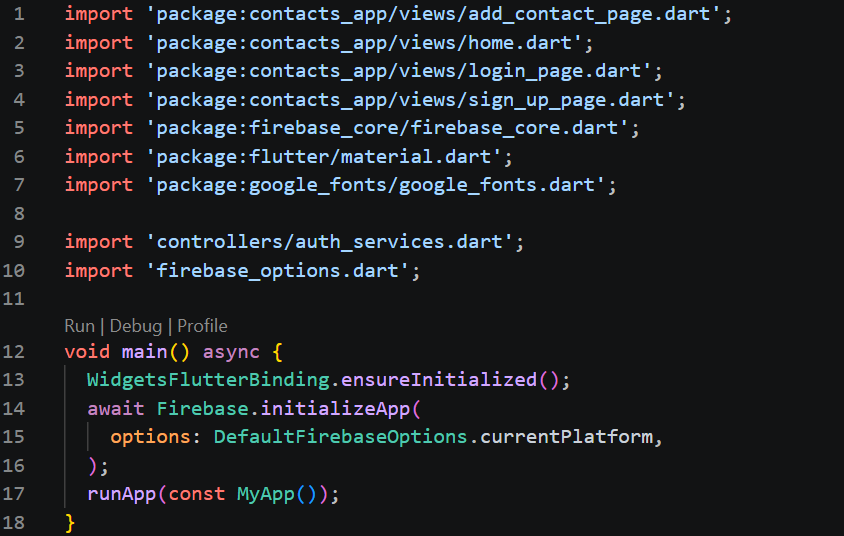 1 import 'package:contacts_app/views/add_contact_page.dart';
2 import 'package:contacts_app/views/home.dart';
3 import 'package:contacts_app/views/login_page.dart';
4 import 'package:contacts_app/views/sign_up_page.dart';
5 import 'package:firebase_core/firebase_core.dart';
6 import 'package:flutter/material.dart';
7 import 'package:google_fonts/google_fonts.dart';
8
9 import 'controllers/auth_services.dart';
10 import 'firebase_options.dart';
11
Run | Debug | Profile
12 void main() async {
13   WidgetsFlutterBinding.ensureInitialized();
14   await Firebase.initializeApp(
15     options: DefaultFirebaseOptions.currentPlatform,
16   );
17   runApp(const MyApp());
18 }